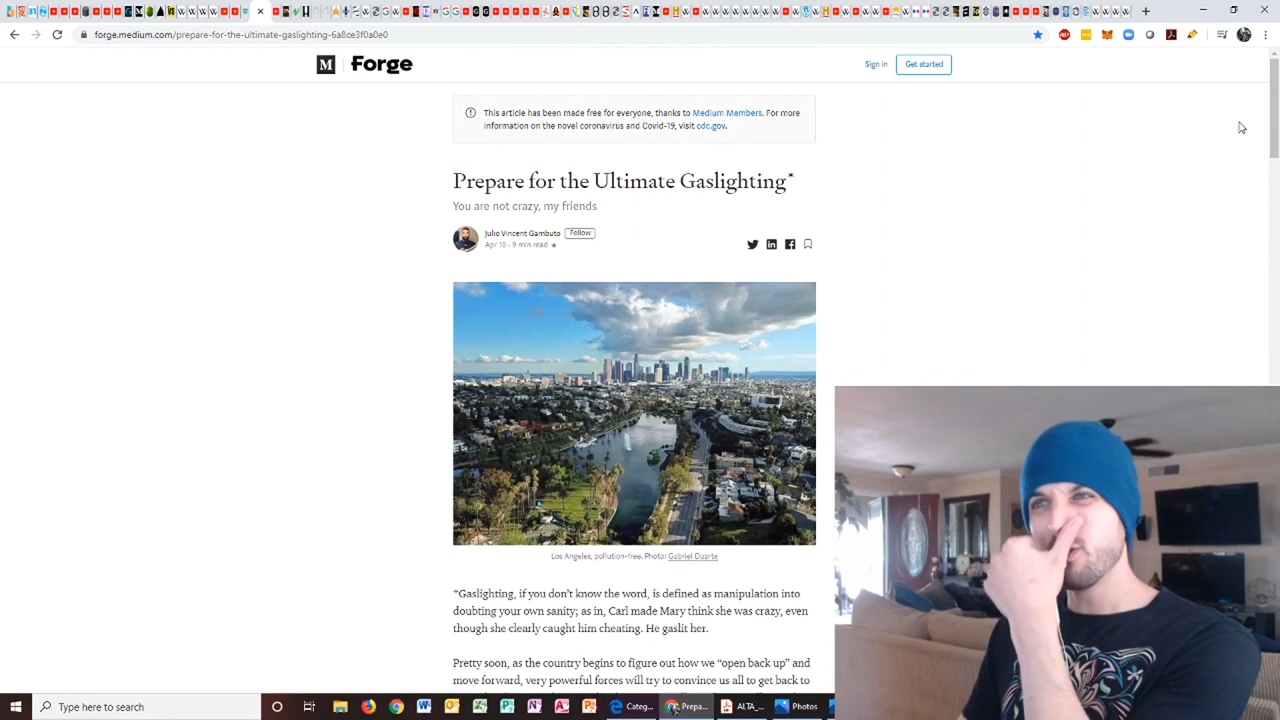 forge.medium.com/prepare-for-the-ultimate-gaslighting-6a8ce3f0a0e0
M Forge
Sign in
Get started
This article has been made free for everyone, thanks to Medium Members. For more
information on the novel coronavirus and Covid-19, visit cdc.gov.
Prepare for the Ultimate Gaslighting*
You are not crazy, my friends
Julio Vincent Gambuto Follow
Apr 10 · 9 min read ★
Los Angeles, pollution-free. Photo: Gabriel Duarte
“Gaslighting, if you don’t know the word, is defined as manipulation into
doubting your own sanity; as in, Carl made Mary think she was crazy, even
though she clearly caught him cheating. He gaslit her.
Pretty soon, as the country begins to figure out how we “open back up” and
move forward, very powerful forces will try to convince us all to get back to
Type here to search
Categ...
Prepa...
ALTA_...
Photos